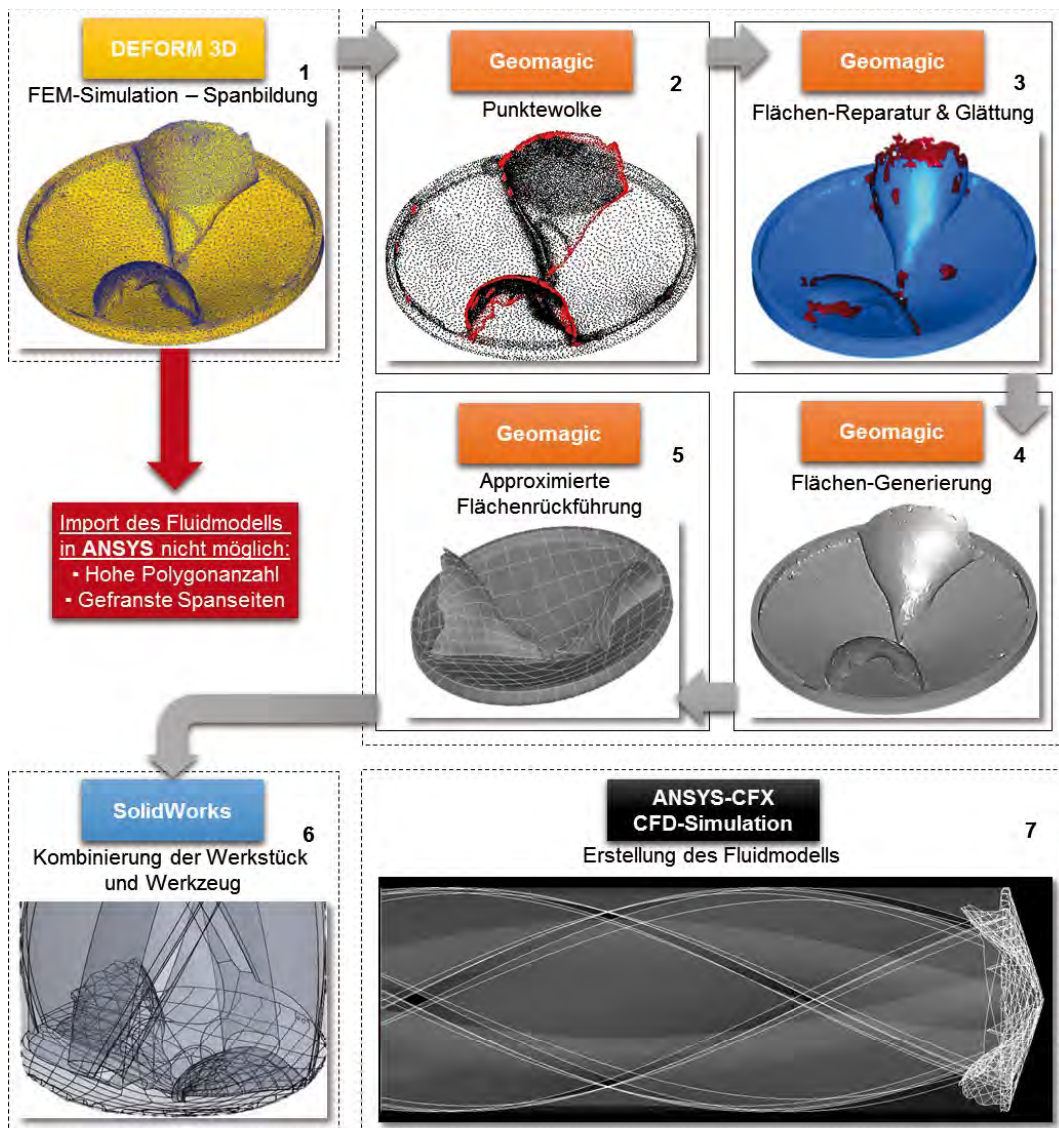 DEFORM 3D
1
FEM-Simulation – Spanbildung
Geomagic
2
Punktewolke
Geomagic
3
Flächen-Reparatur & Glättung
Import des Fluidmodells
in ANSYS nicht möglich:
▪ Hohe Polygonanzahl
▪ Gefranste Spanseiten
Geomagic
4
Flächen-Generierung
Geomagic
5
Approximierte
Flächenrückführung
SolidWorks
6
Kombinierung der Werkstück
und Werkzeug
ANSYS-CFX
CFD-Simulation
7
Erstellung des Fluidmodells